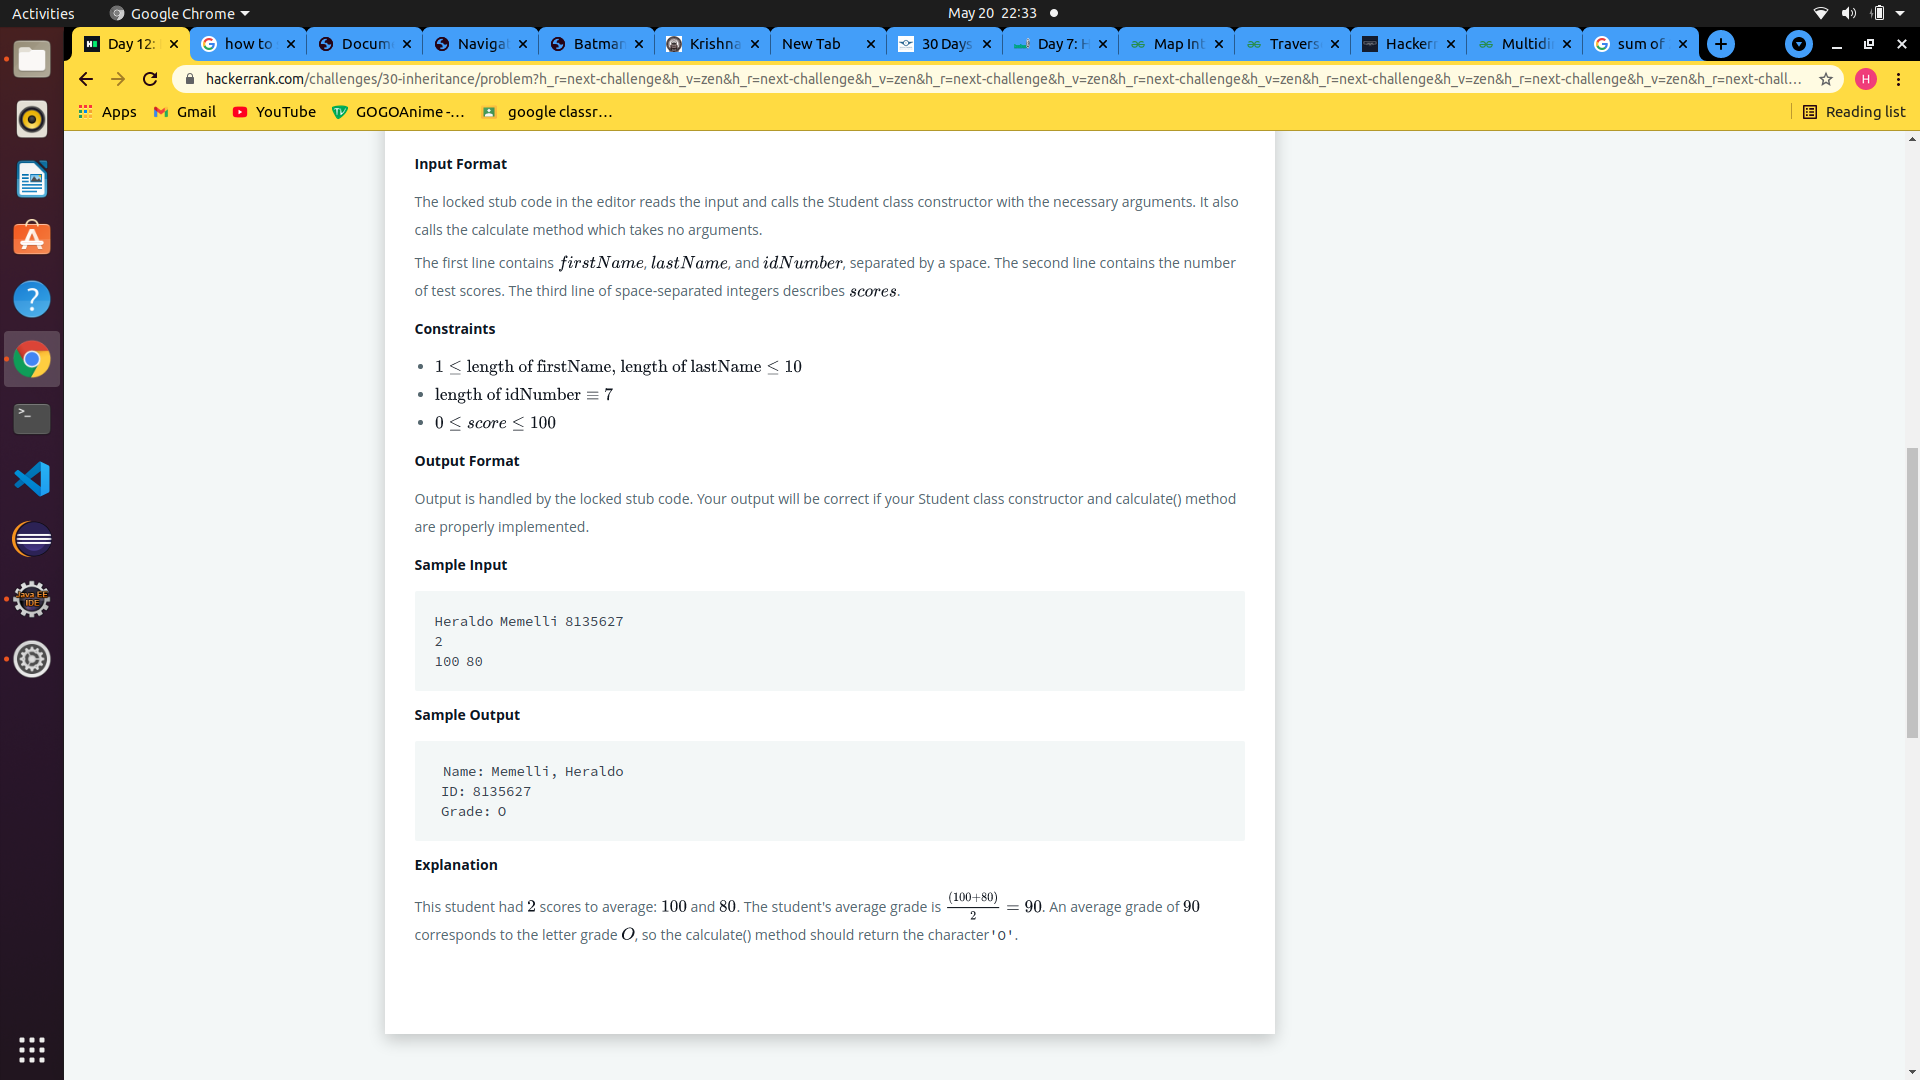 Activities
Google Chrome
May 20 22:33
Day 12:
how to
Docum
Naviga
Batman
Krishna
New Tab
30 Days
Day 7: H
Map Int
Travers
Hackerr
Multidi
sum of
hackerrank.com/challenges/30-inheritance/problem?h_r=next-challenge&h_v=zen&h_r=next-challenge&h_v=zen&h_r=next-challenge&h_v=zen&h_r=next-challenge&h_v=zen&h_r=next-challenge&h_v=zen&h_r=next-challenge&h_v=zen&h_r=next-chall...
H
Apps
Gmail
YouTube
GOGOAnime -...
google classr...
Reading list
Input Format
The locked stub code in the editor reads the input and calls the Student class constructor with the necessary arguments. It also
calls the calculate method which takes no arguments.
The first line contains firstName, lastName, and idNumber, separated by a space. The second line contains the number
of test scores. The third line of space-separated integers describes scores.
Constraints
• 1 ≤ length of firstName, length of lastName ≤ 10
• length of idNumber ≡ 7
• 0 ≤ score ≤ 100
Output Format
Output is handled by the locked stub code. Your output will be correct if your Student class constructor and calculate() method
are properly implemented.
Sample Input
Heraldo Memelli 8135627
2
100 80
Sample Output
Name: Memelli, Heraldo
ID: 8135627
Grade: O
Explanation
This student had 2 scores to average: 100 and 80. The student's average grade is (100+80)/2 = 90. An average grade of 90
corresponds to the letter grade O, so the calculate() method should return the character'O'.
Java EE
IDE